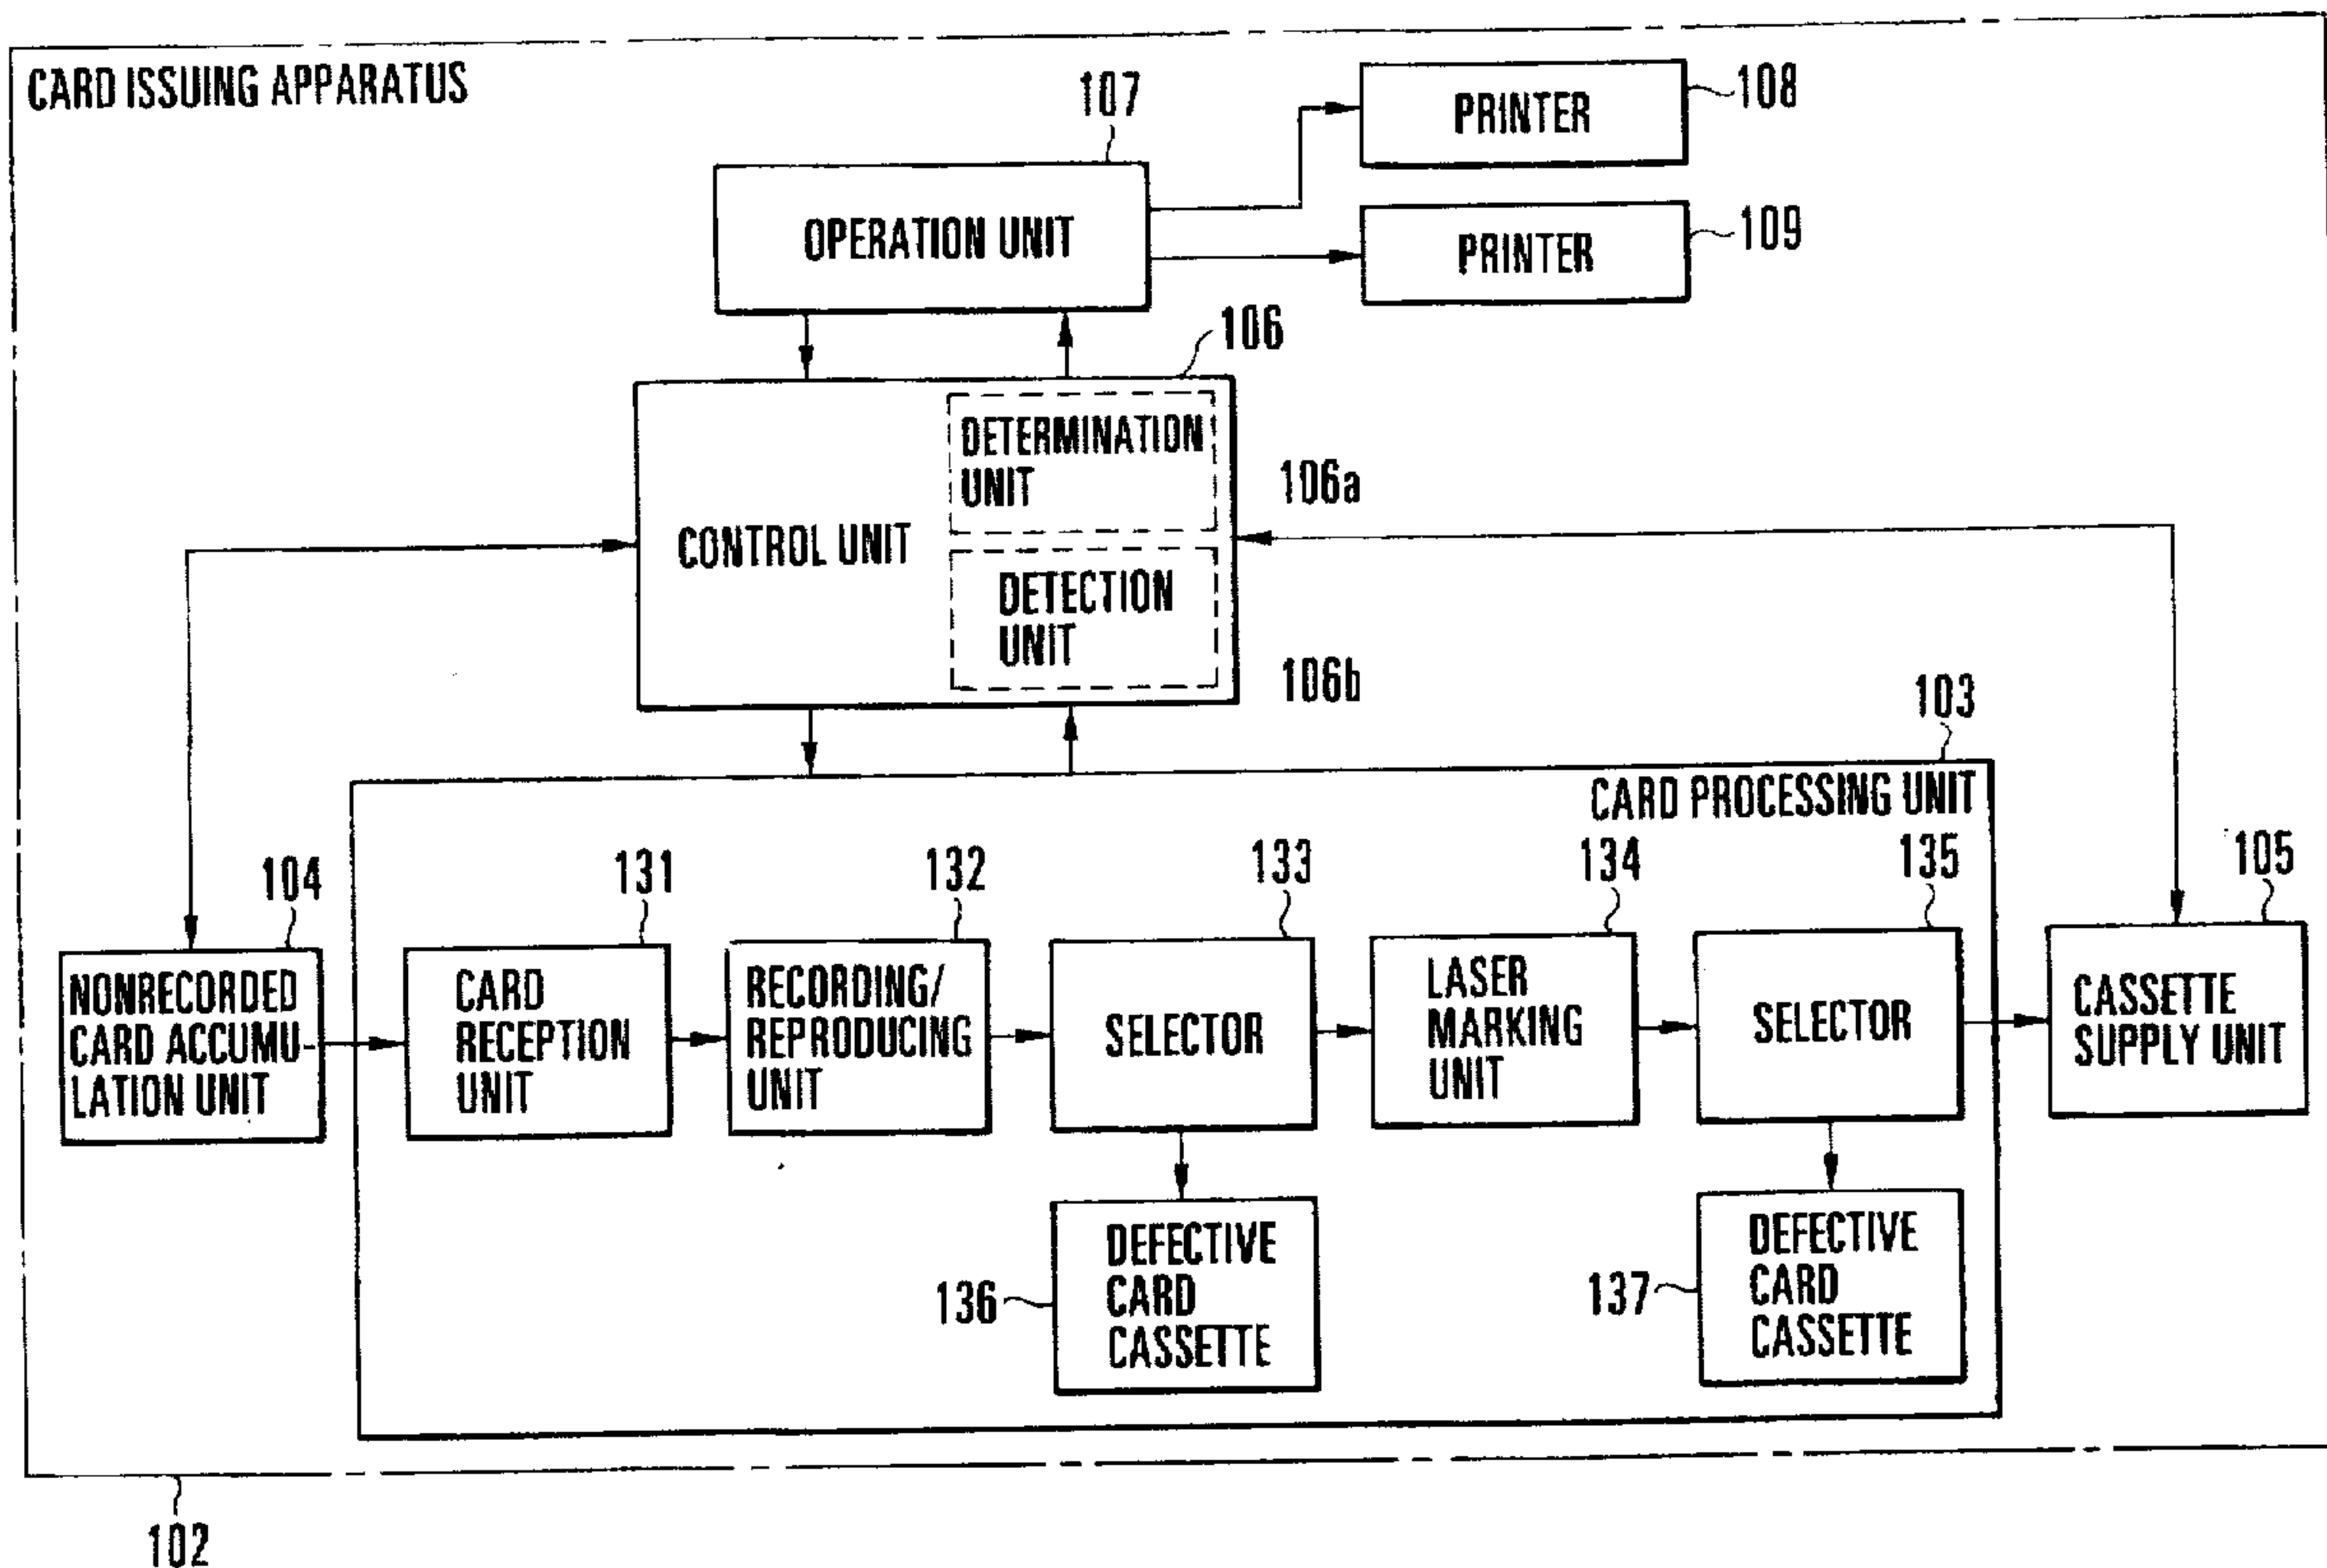 CARD ISSUING APPARATUS
107
PRINTER
108
OPERATION UNIT
PRINTER
109
106
DETERMINATION
UNIT
106a
CONTROL UNIT
DETECTION
UNIT
106b
103
CARD PROCESSING UNIT
104
131
132
133
134
135
105
NONRECORDED
CARD ACCUMU-
LATION UNIT
CARD
RECEPTION
UNIT
RECORDING/
REPRODUCING
UNIT
SELECTOR
LASER
MARKING
UNIT
SELECTOR
CASSETTE
SUPPLY UNIT
136
DEFECTIVE
CARD
CASSETTE
137
DEFECTIVE
CARD
CASSETTE
102